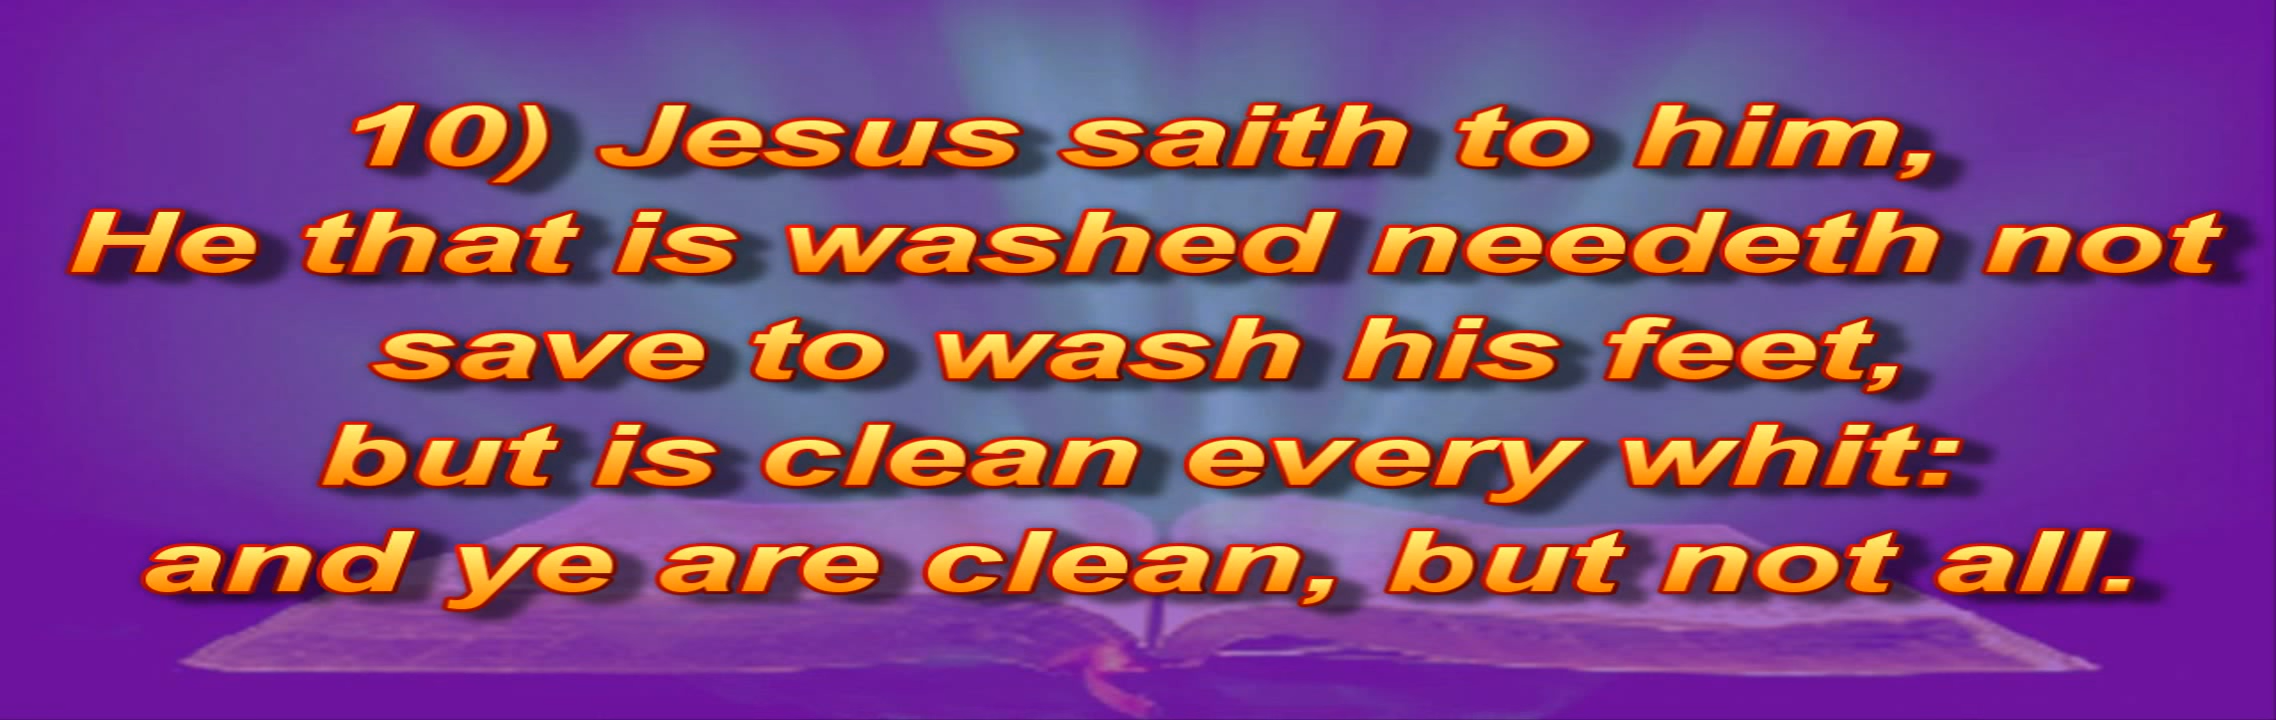 10) Jesus saith to him,
He that is washed needeth not
save to wash his feet,
but is clean every whit:
and ye are clean, but not all.